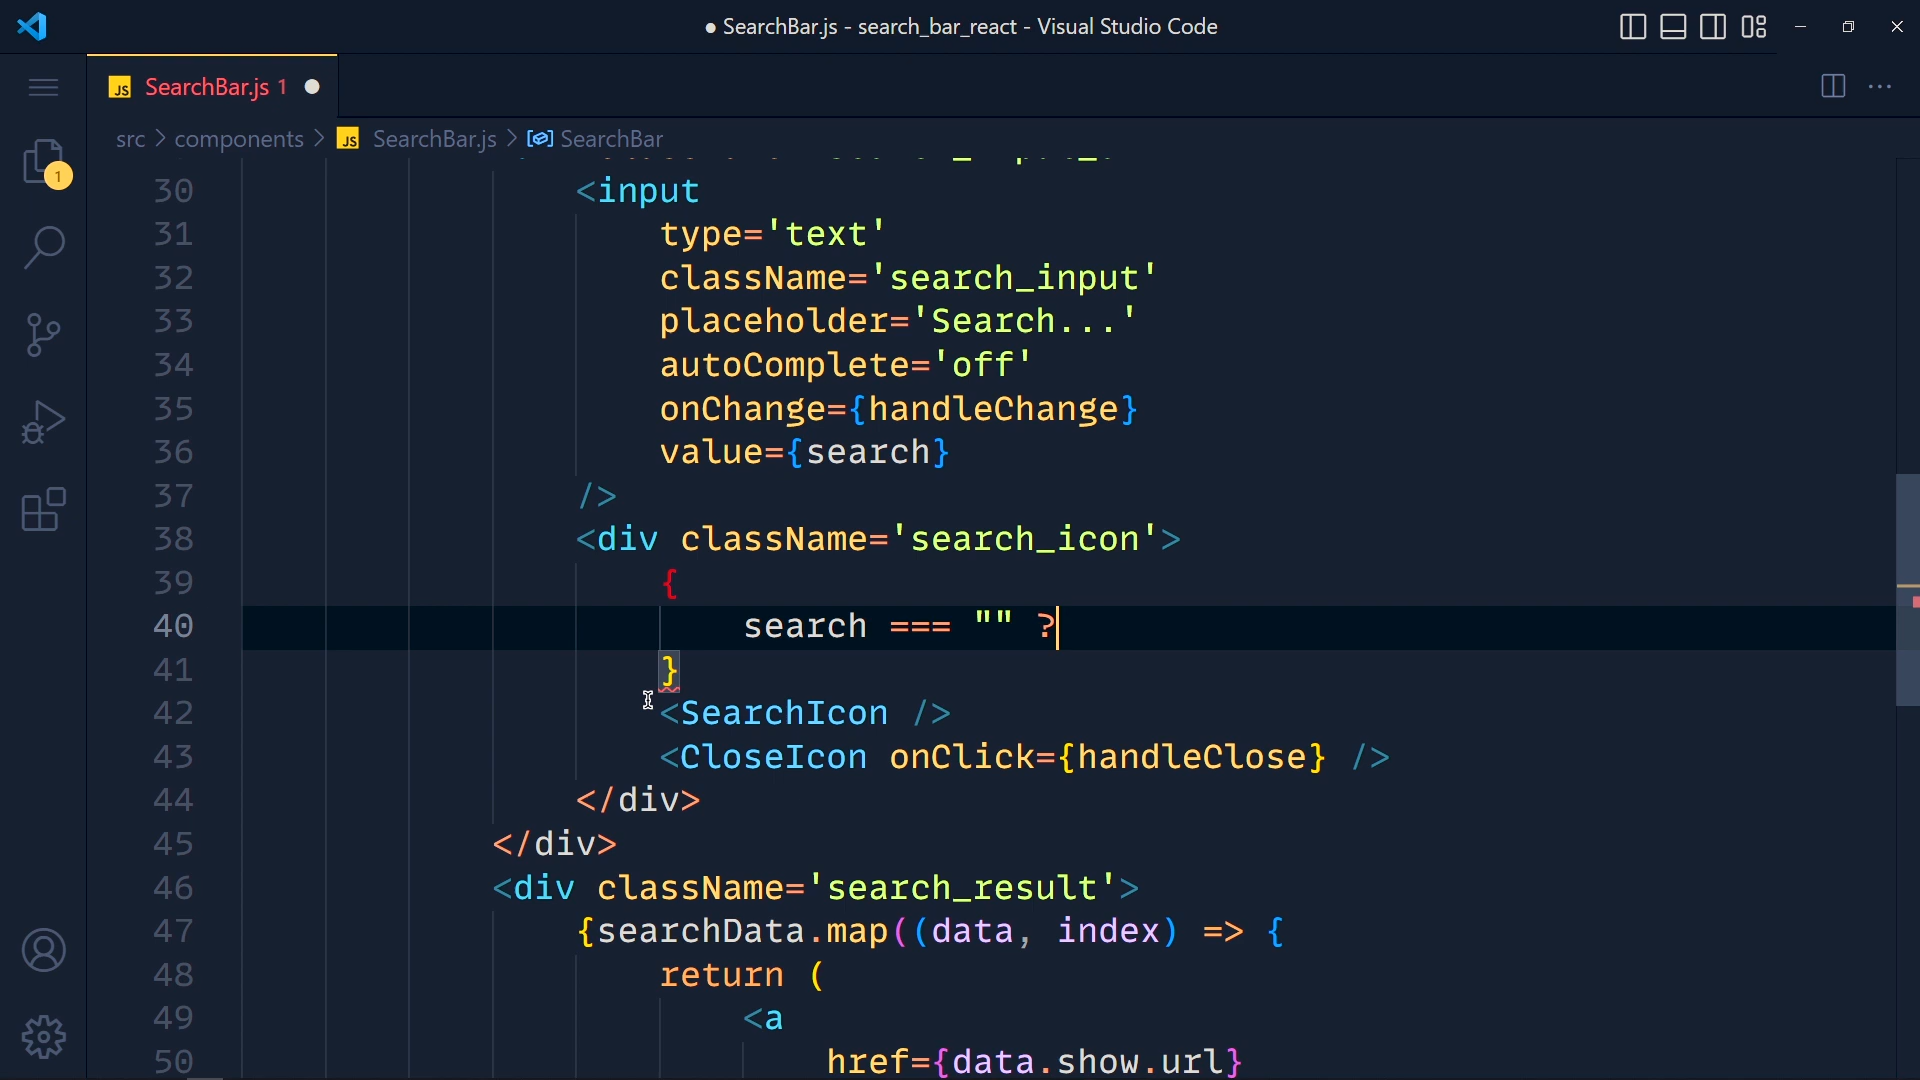 ● SearchBar.js - search_bar_react - Visual Studio Code
JS SearchBar.js 1 ●
src > components > JS SearchBar.js > SearchBar
1
30 <input
31 type='text'
32 className='search_input'
33 placeholder='Search...'
34 autoComplete='off'
35 onChange={handleChange}
36 value={search}
37 />
38 <div className='search_icon'>
39 {
40 search === "" ?
41 }
42 <SearchIcon />
43 <CloseIcon onClick={handleClose} />
44 </div>
45 </div>
46 <div className='search_result'>
47 {searchData.map((data, index) => {
48 return (
49 <a
50 href={data.show.url}